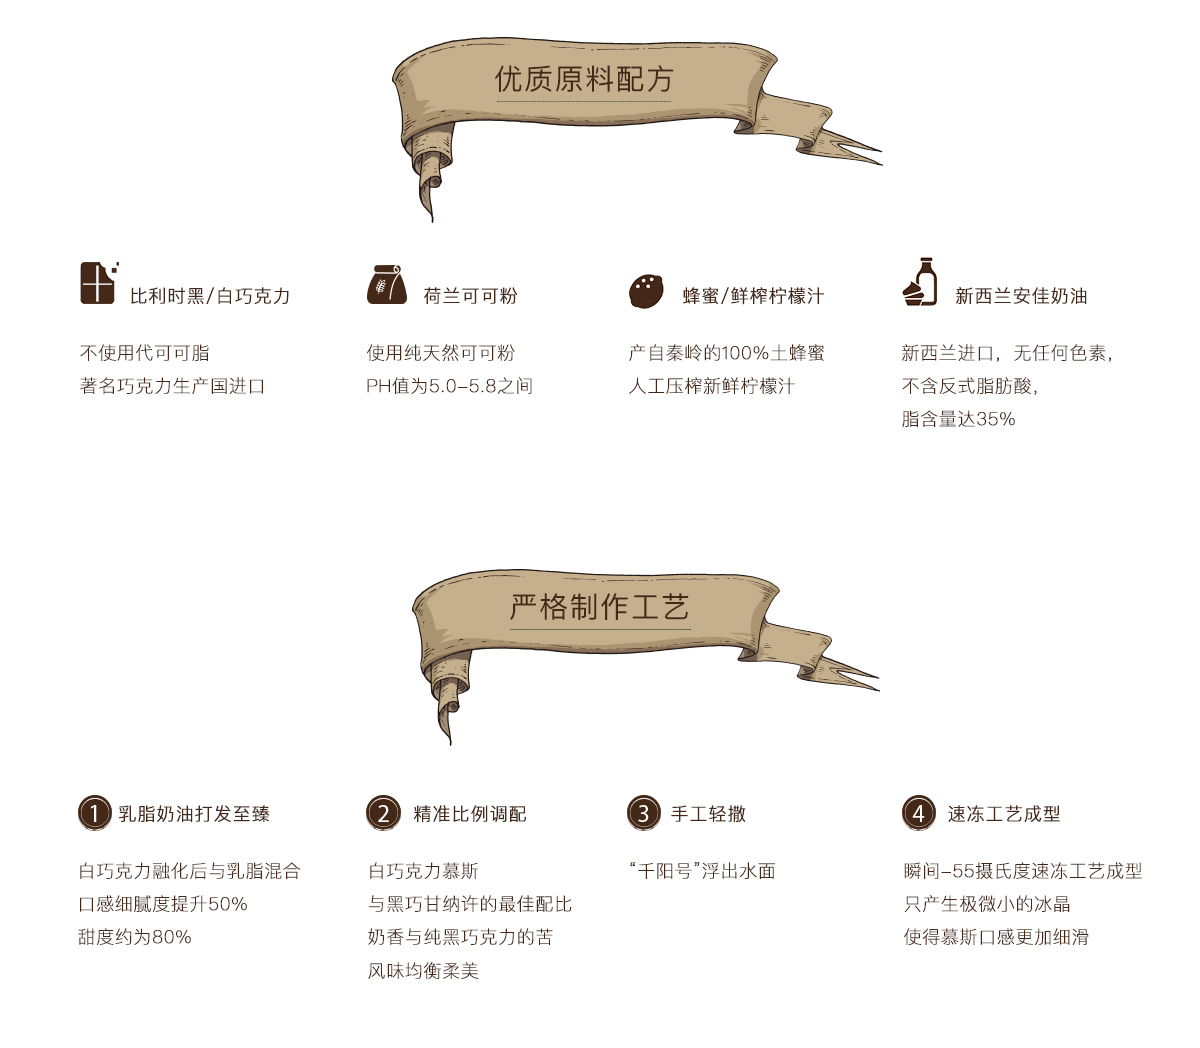 优质原料配方
比利时黑/白巧克力
不使用代可可脂
著名巧克力生产国进口
荷兰可可粉
使用纯天然可可粉
PH值为5.0-5.8之间
蜂蜜/鲜榨柠檬汁
产自秦岭的100%土蜂蜜
人工压榨新鲜柠檬汁
新西兰安佳奶油
新西兰进口，无任何色素，
不含反式脂肪酸，
脂含量达35%
严格制作工艺
1 乳脂奶油打发至臻
白巧克力融化后与乳脂混合
口感细腻度提升50%
甜度约为80%
2 精准比例调配
白巧克力慕斯
与黑巧甘纳许的最佳配比
奶香与纯黑巧克力的苦
风味均衡柔美
3 手工轻撒
“千阳号”浮出水面
4 速冻工艺成型
瞬间-55摄氏度速冻工艺成型
只产生极微小的冰晶
使得慕斯口感更加细滑